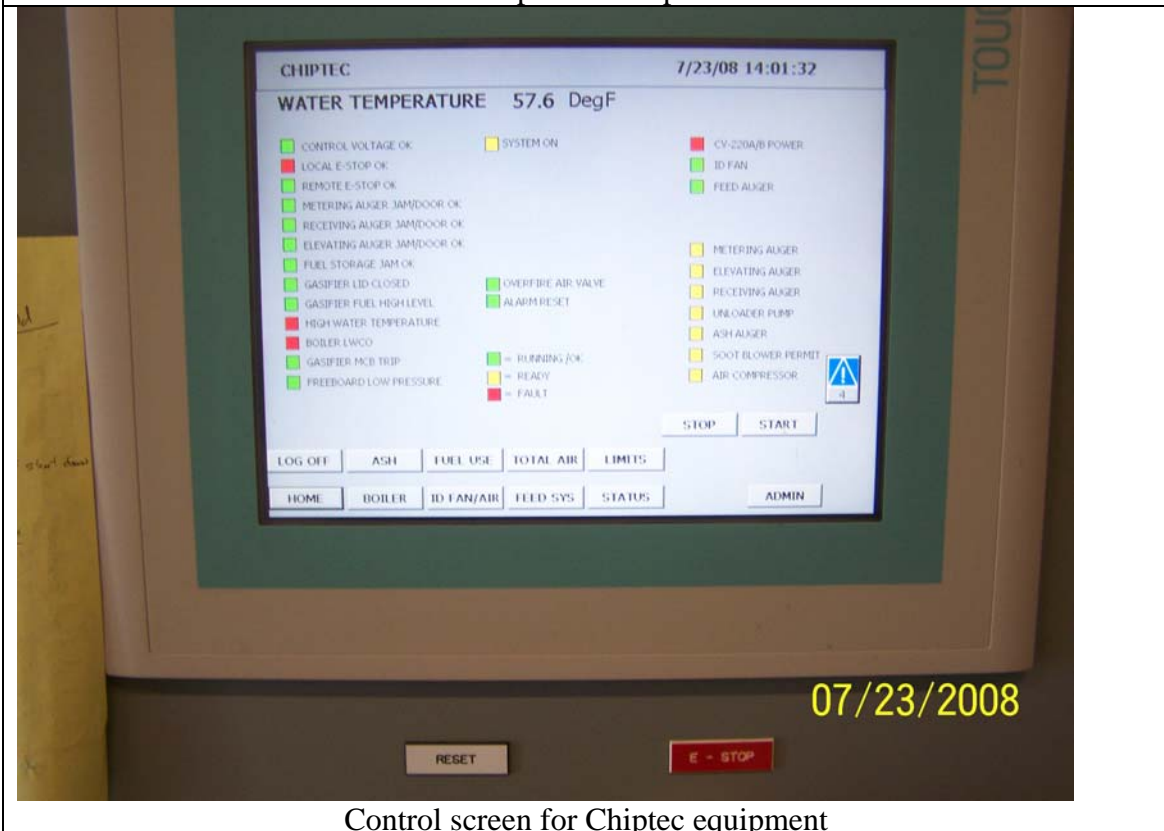 TOUC
CHIPTEC 7/23/08 14:01:32
WATER TEMPERATURE 57.6 DegF
CONTROL VOLTAGE OK SYSTEM ON CV-220A/B POWER
LOCAL E-STOP OK ID FAN
REMOTE E-STOP OK FEED AUGER
METERING AUGER JAM/DOOR OK
RECEIVING AUGER JAM/DOOR OK
ELEVATING AUGER JAM/DOOR OK METERING AUGER
FUEL STORAGE JAM OK ELEVATING AUGER
GASIFIER LID CLOSED OVERFIRE AIR VALVE RECEIVING AUGER
GASIFIER FUEL HIGH LEVEL ALARM RESET UNLOADER PUMP
HIGH WATER TEMPERATURE ASH AUGER
BOILER LWCO SOOT BLOWER PERMIT
GASIFIER MCB TRIP = RUNNING /OK AIR COMPRESSOR
FREEBOARD LOW PRESSURE = READY 4
= FAULT
STOP START
LOG OFF ASH FUEL USE TOTAL AIR LIMITS
HOME BOILER ID FAN/AIR FEED SYS STATUS ADMIN
07/23/2008
RESET E - STOP
Control screen for Chiptec equipment